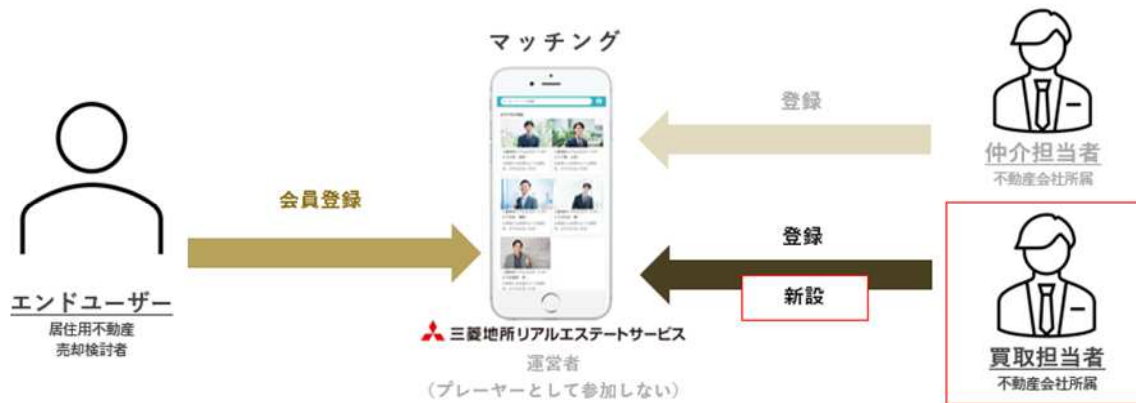 マッチング
登録
仲介担当者
不動産会社所属
会員登録
登録
新設
エンドユーザー
居住用不動産
売却検討者
三菱地所リアルエステートサービス
運営者
（プレーヤーとして参加しない）
買取担当者
不動産会社所属